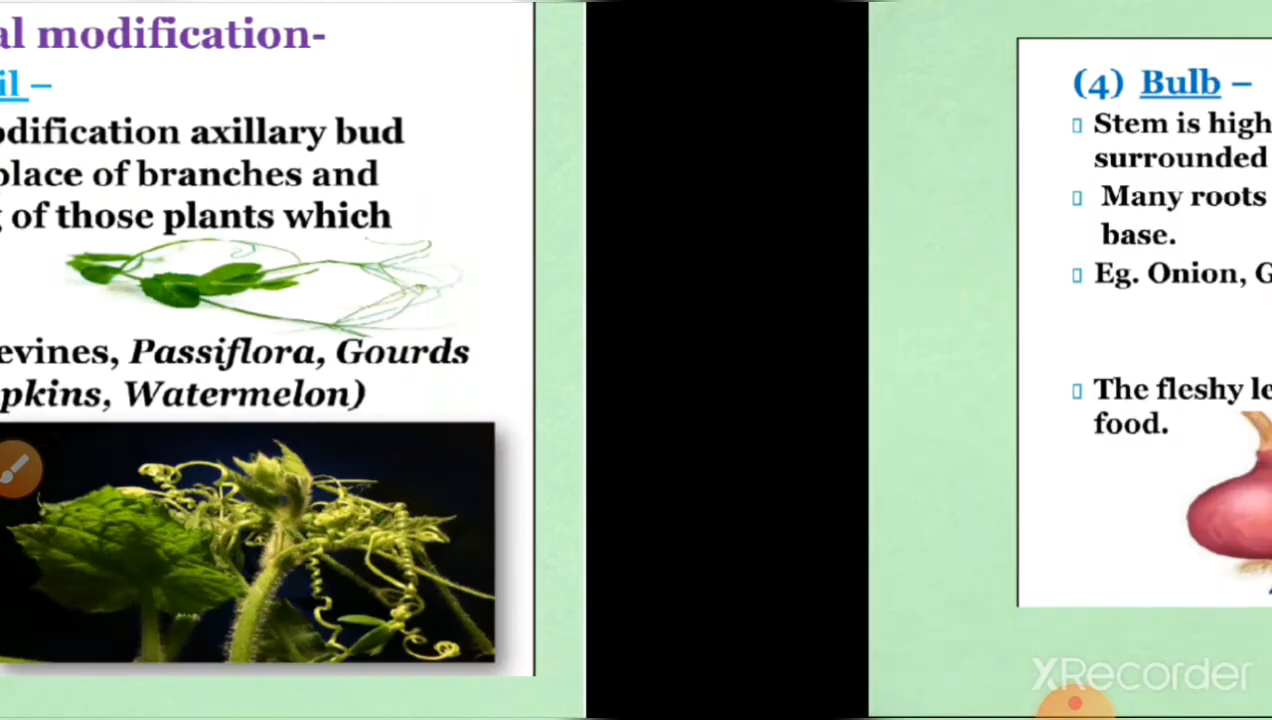 al modification-
il –
odification axillary bud
place of branches and
g of those plants which
evines, Passiflora, Gourds
pkins, Watermelon)
(4) Bulb –
Stem is high
surrounded
Many roots
base.
Eg. Onion, G
The fleshy le
food.
XRecorder